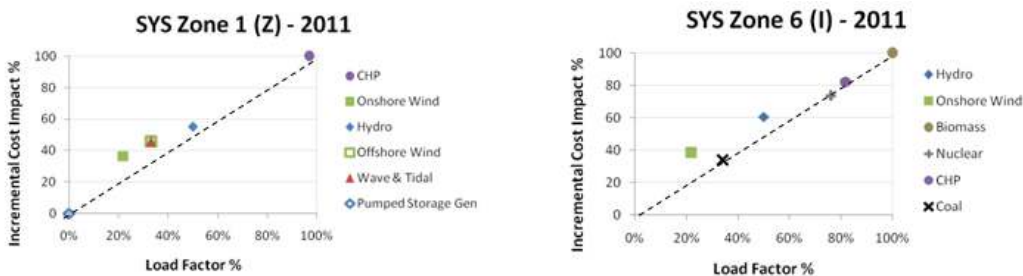 SYS Zone 1 (Z) - 2011
Incremental Cost Impact %
100
80
60
40
20
0
0% 20% 40% 60% 80% 100%
Load Factor %
CHP
Onshore Wind
Hydro
Offshore Wind
Wave & Tidal
Pumped Storage Gen
SYS Zone 6 (I) - 2011
Incremental Cost Impact %
100
80
60
40
20
0
0% 20% 40% 60% 80% 100%
Load Factor %
Hydro
Onshore Wind
Biomass
Nuclear
CHP
Coal